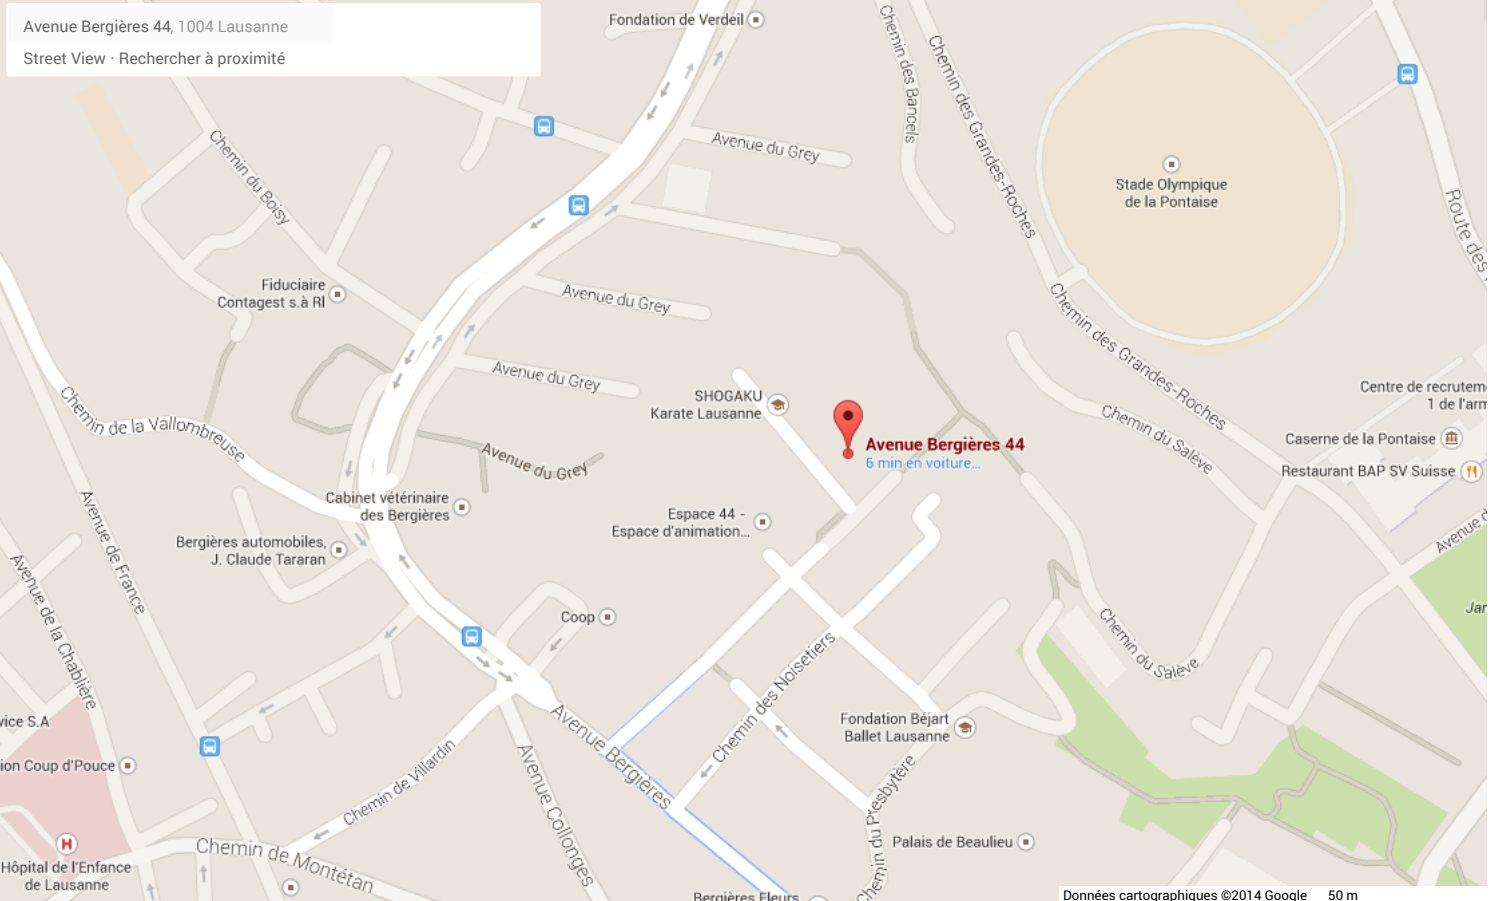 Avenue Bergières 44, 1004 Lausanne
Street View · Rechercher à proximité
Fondation de Verdeil
Chemin des Bancels
Chemin des Grandes-Roches
Avenue du Grey
Chemin du Boisy
Stade Olympique
de la Pontaise
Route des
Fiduciaire
Contagest s.à Rl
Avenue du Grey
Chemin des Grandes-Roches
Avenue du Grey
SHOGAKU
Karate Lausanne
Centre de recrutem
1 de l'arm
Chemin de la Vallombreuse
Chemin du Salève
Avenue Bergières 44
6 min en voiture...
Caserne de la Pontaise
Restaurant BAP SV Suisse
Avenue du Grey
Cabinet vétérinaire
des Bergières
Avenue de France
Espace 44 -
Espace d'animation...
Avenue d
Bergières automobiles,
J. Claude Tararan
Avenue de la Chablière
Coop
Jar
Chemin du Salève
Chemin des Noisetiers
vice S.A
Fondation Béjart
Ballet Lausanne
Avenue Bergières
ion Coup d'Pouce
Chemin de Villardin
Avenue Collonges
Chemin du Presbytère
H
Hôpital de l'Enfance
de Lausanne
Chemin de Montétan
Palais de Beaulieu
Bergières Fleurs
Données cartographiques ©2014 Google 50 m